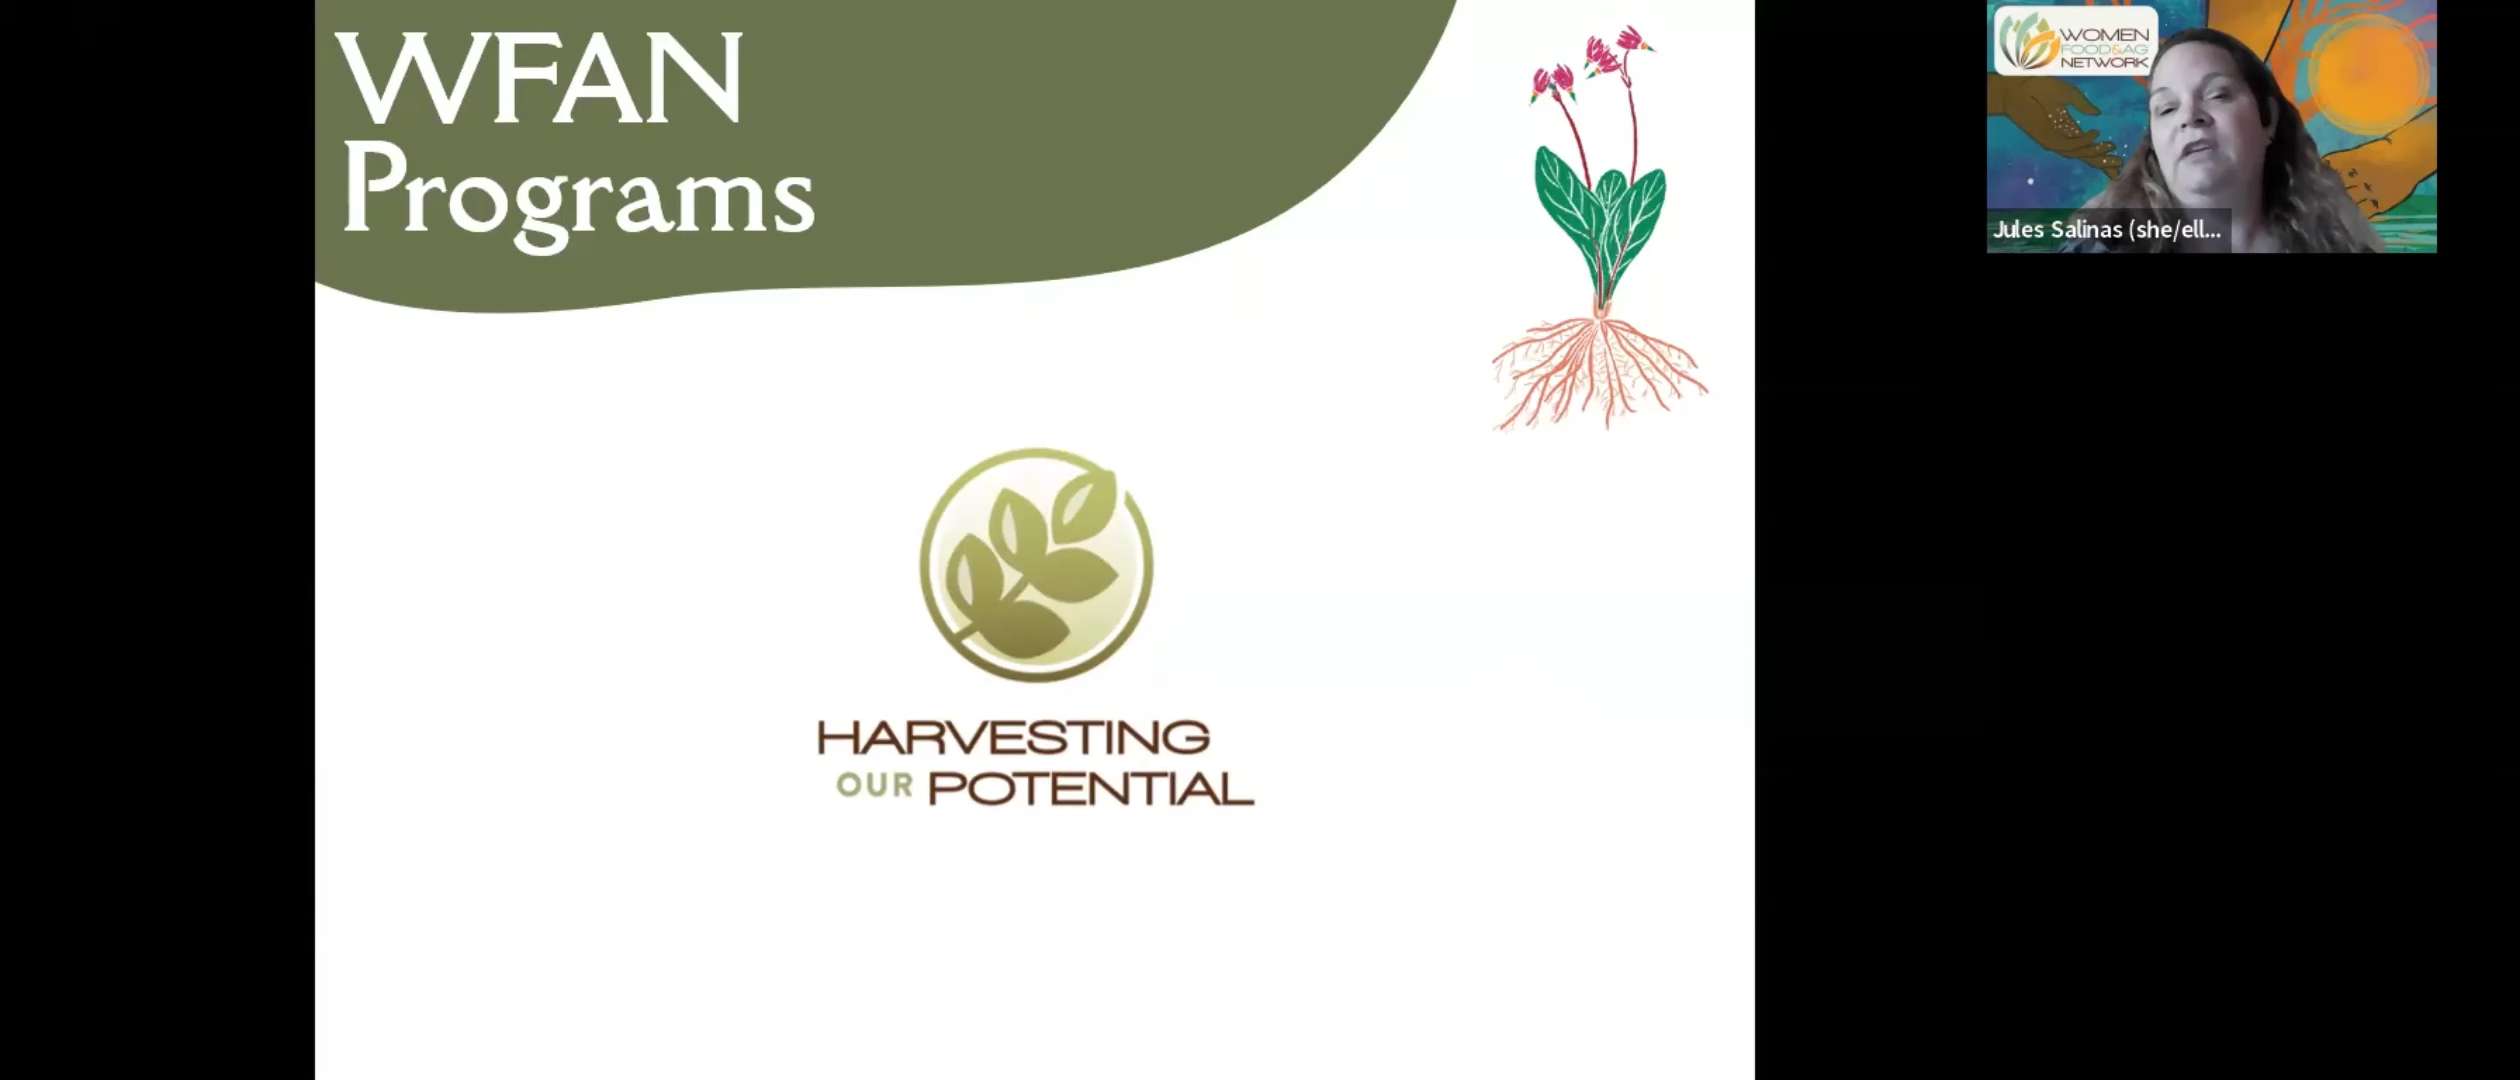 WFAN
Programs
HARVESTING
OUR POTENTIAL
WOMEN
FOOD&AG
NETWORK
Jules Salinas (she/ell...